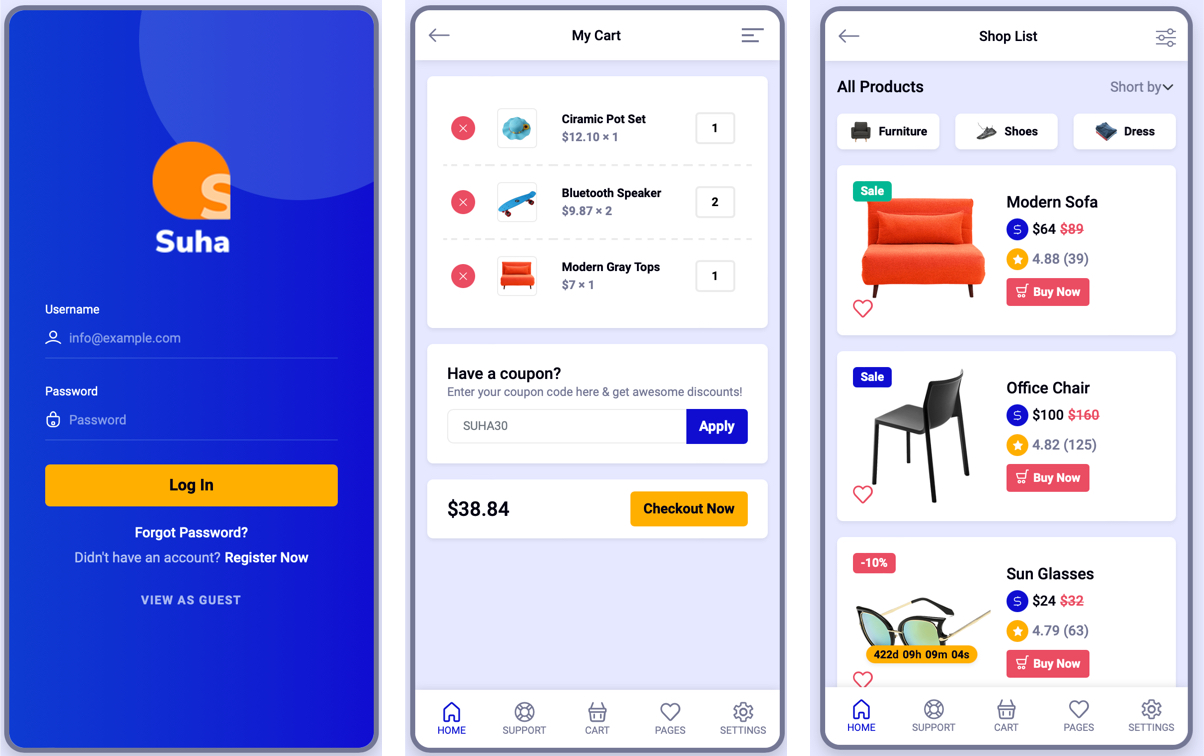 S
Suha
Username
info@example.com
Password
Password
Log In
Forgot Password?
Didn't have an account? Register Now
VIEW AS GUEST
My Cart
Ciramic Pot Set
$12.10 × 1
1
Bluetooth Speaker
$9.87 × 2
2
Modern Gray Tops
$7 × 1
1
Have a coupon?
Enter your coupon code here & get awesome discounts!
SUHA30
Apply
$38.84
Checkout Now
HOME
SUPPORT
CART
PAGES
SETTINGS
Shop List
All Products
Short by
Furniture
Shoes
Dress
Sale
Modern Sofa
S $64 $89
4.88 (39)
Buy Now
Sale
Office Chair
S $100 $160
4.82 (125)
Buy Now
-10%
Sun Glasses
S $24 $32
4.79 (63)
422d 09h 09m 04s
Buy Now
HOME
SUPPORT
CART
PAGES
SETTINGS